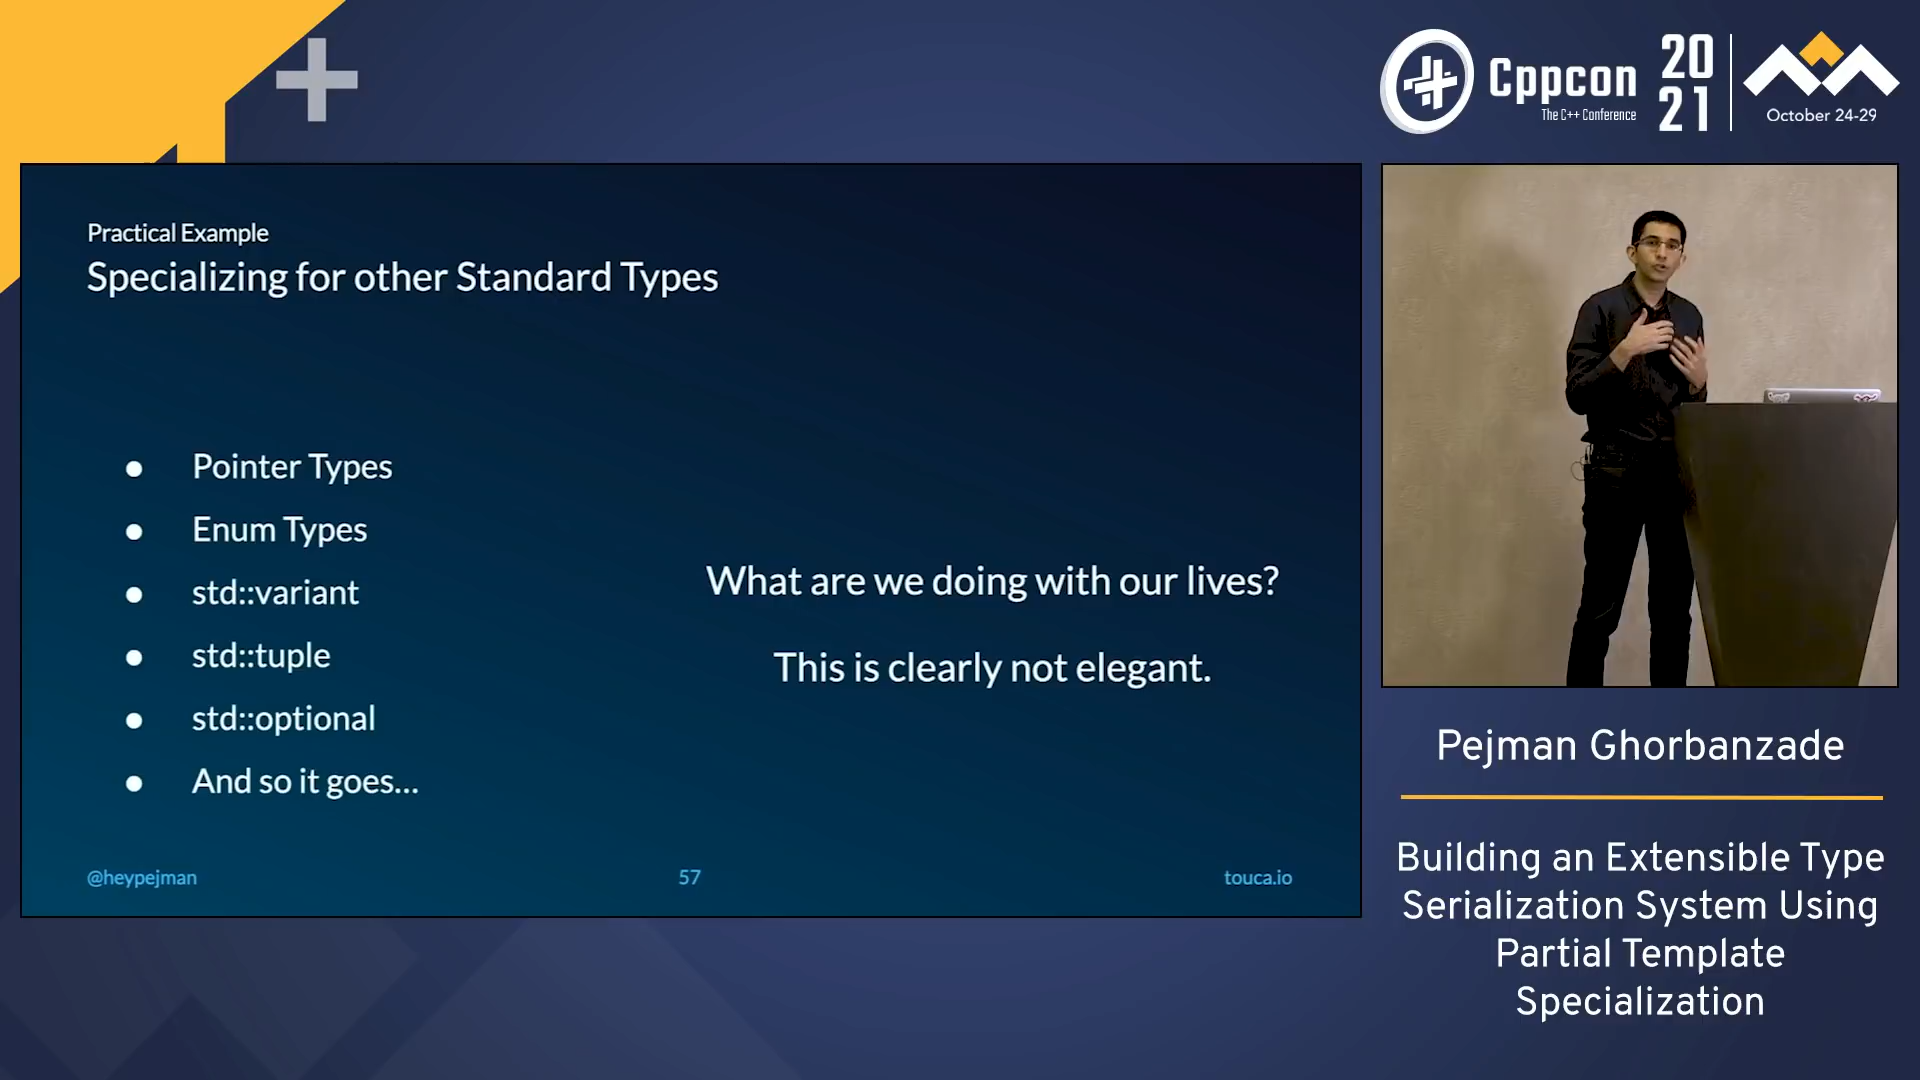 Cppcon
The C++ Conference
20
21
October 24-29
Practical Example
Specializing for other Standard Types
● Pointer Types
● Enum Types
● std::variant
● std::tuple
● std::optional
● And so it goes...
What are we doing with our lives?
This is clearly not elegant.
@heypejman
57
touca.io
Pejman Ghorbanzade
Building an Extensible Type
Serialization System Using
Partial Template
Specialization